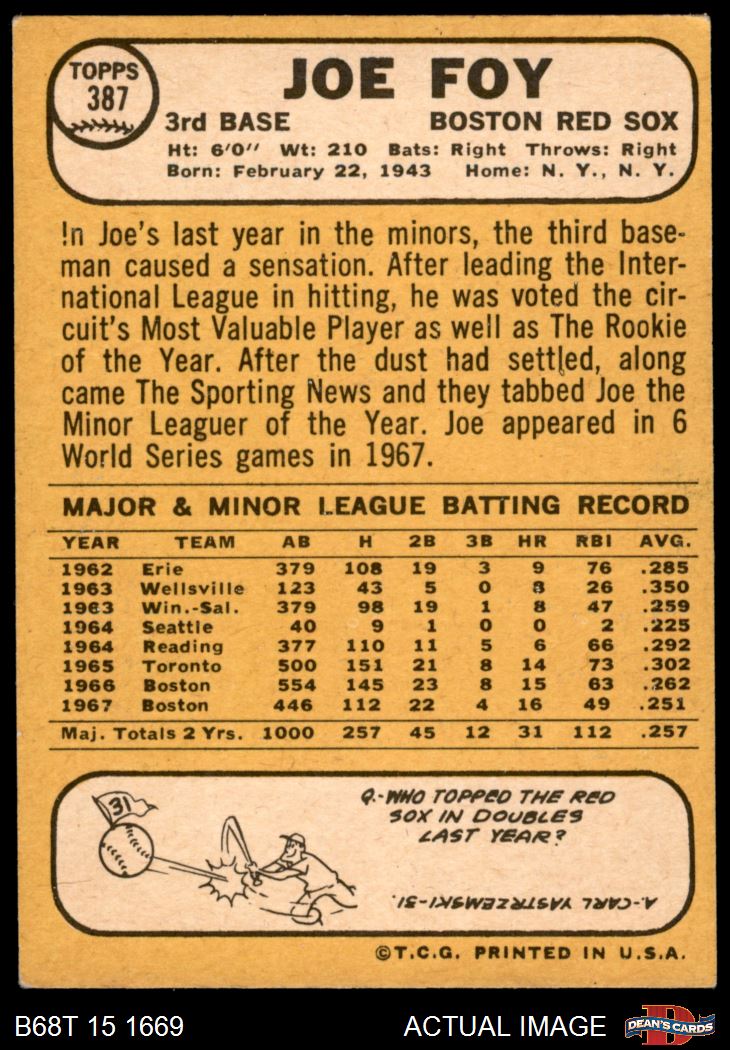 TOPPS
387
JOE FOY
3rd BASE BOSTON RED SOX
Ht: 6'0" Wt: 210 Bats: Right Throws: Right
Born: February 22, 1943 Home: N. Y., N. Y.
In Joe's last year in the minors, the third base-
man caused a sensation. After leading the Inter-
national League in hitting, he was voted the cir-
cuit's Most Valuable Player as well as The Rookie
of the Year. After the dust had settled, along
came The Sporting News and they tabbed Joe the
Minor Leaguer of the Year. Joe appeared in 6
World Series games in 1967.
MAJOR & MINOR LEAGUE BATTING RECORD
YEAR TEAM AB H 2B 3B HR RBI AVG.
1962 Erie 379 108 19 3 9 76 .285
1963 Wellsville 123 43 5 0 8 26 .350
1963 Win.-Sal. 379 98 19 1 8 47 .259
1964 Seattle 40 9 1 0 0 2 .225
1964 Reading 377 110 11 5 6 66 .292
1965 Toronto 500 151 21 8 14 73 .302
1966 Boston 554 145 23 8 15 63 .262
1967 Boston 446 112 22 4 16 49 .251
Maj. Totals 2 Yrs. 1000 257 45 12 31 112 .257
31
Q.-WHO TOPPED THE RED
SOX IN DOUBLES
LAST YEAR?
A.-CARL YASTRZEMSKI-31.
©T.C.G. PRINTED IN U.S.A.
B68T 15 1669 ACTUAL IMAGE
D
DEAN'S CARDS